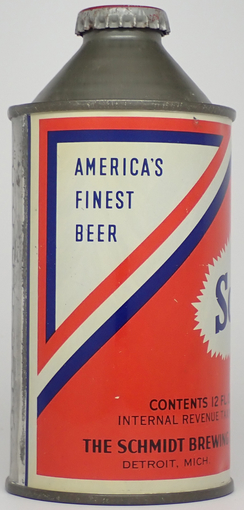 AMERICA'S
FINEST
BEER
CONTENTS 12 FL
INTERNAL REVENUE
THE SCHMIDT BREWING
DETROIT, MICH.